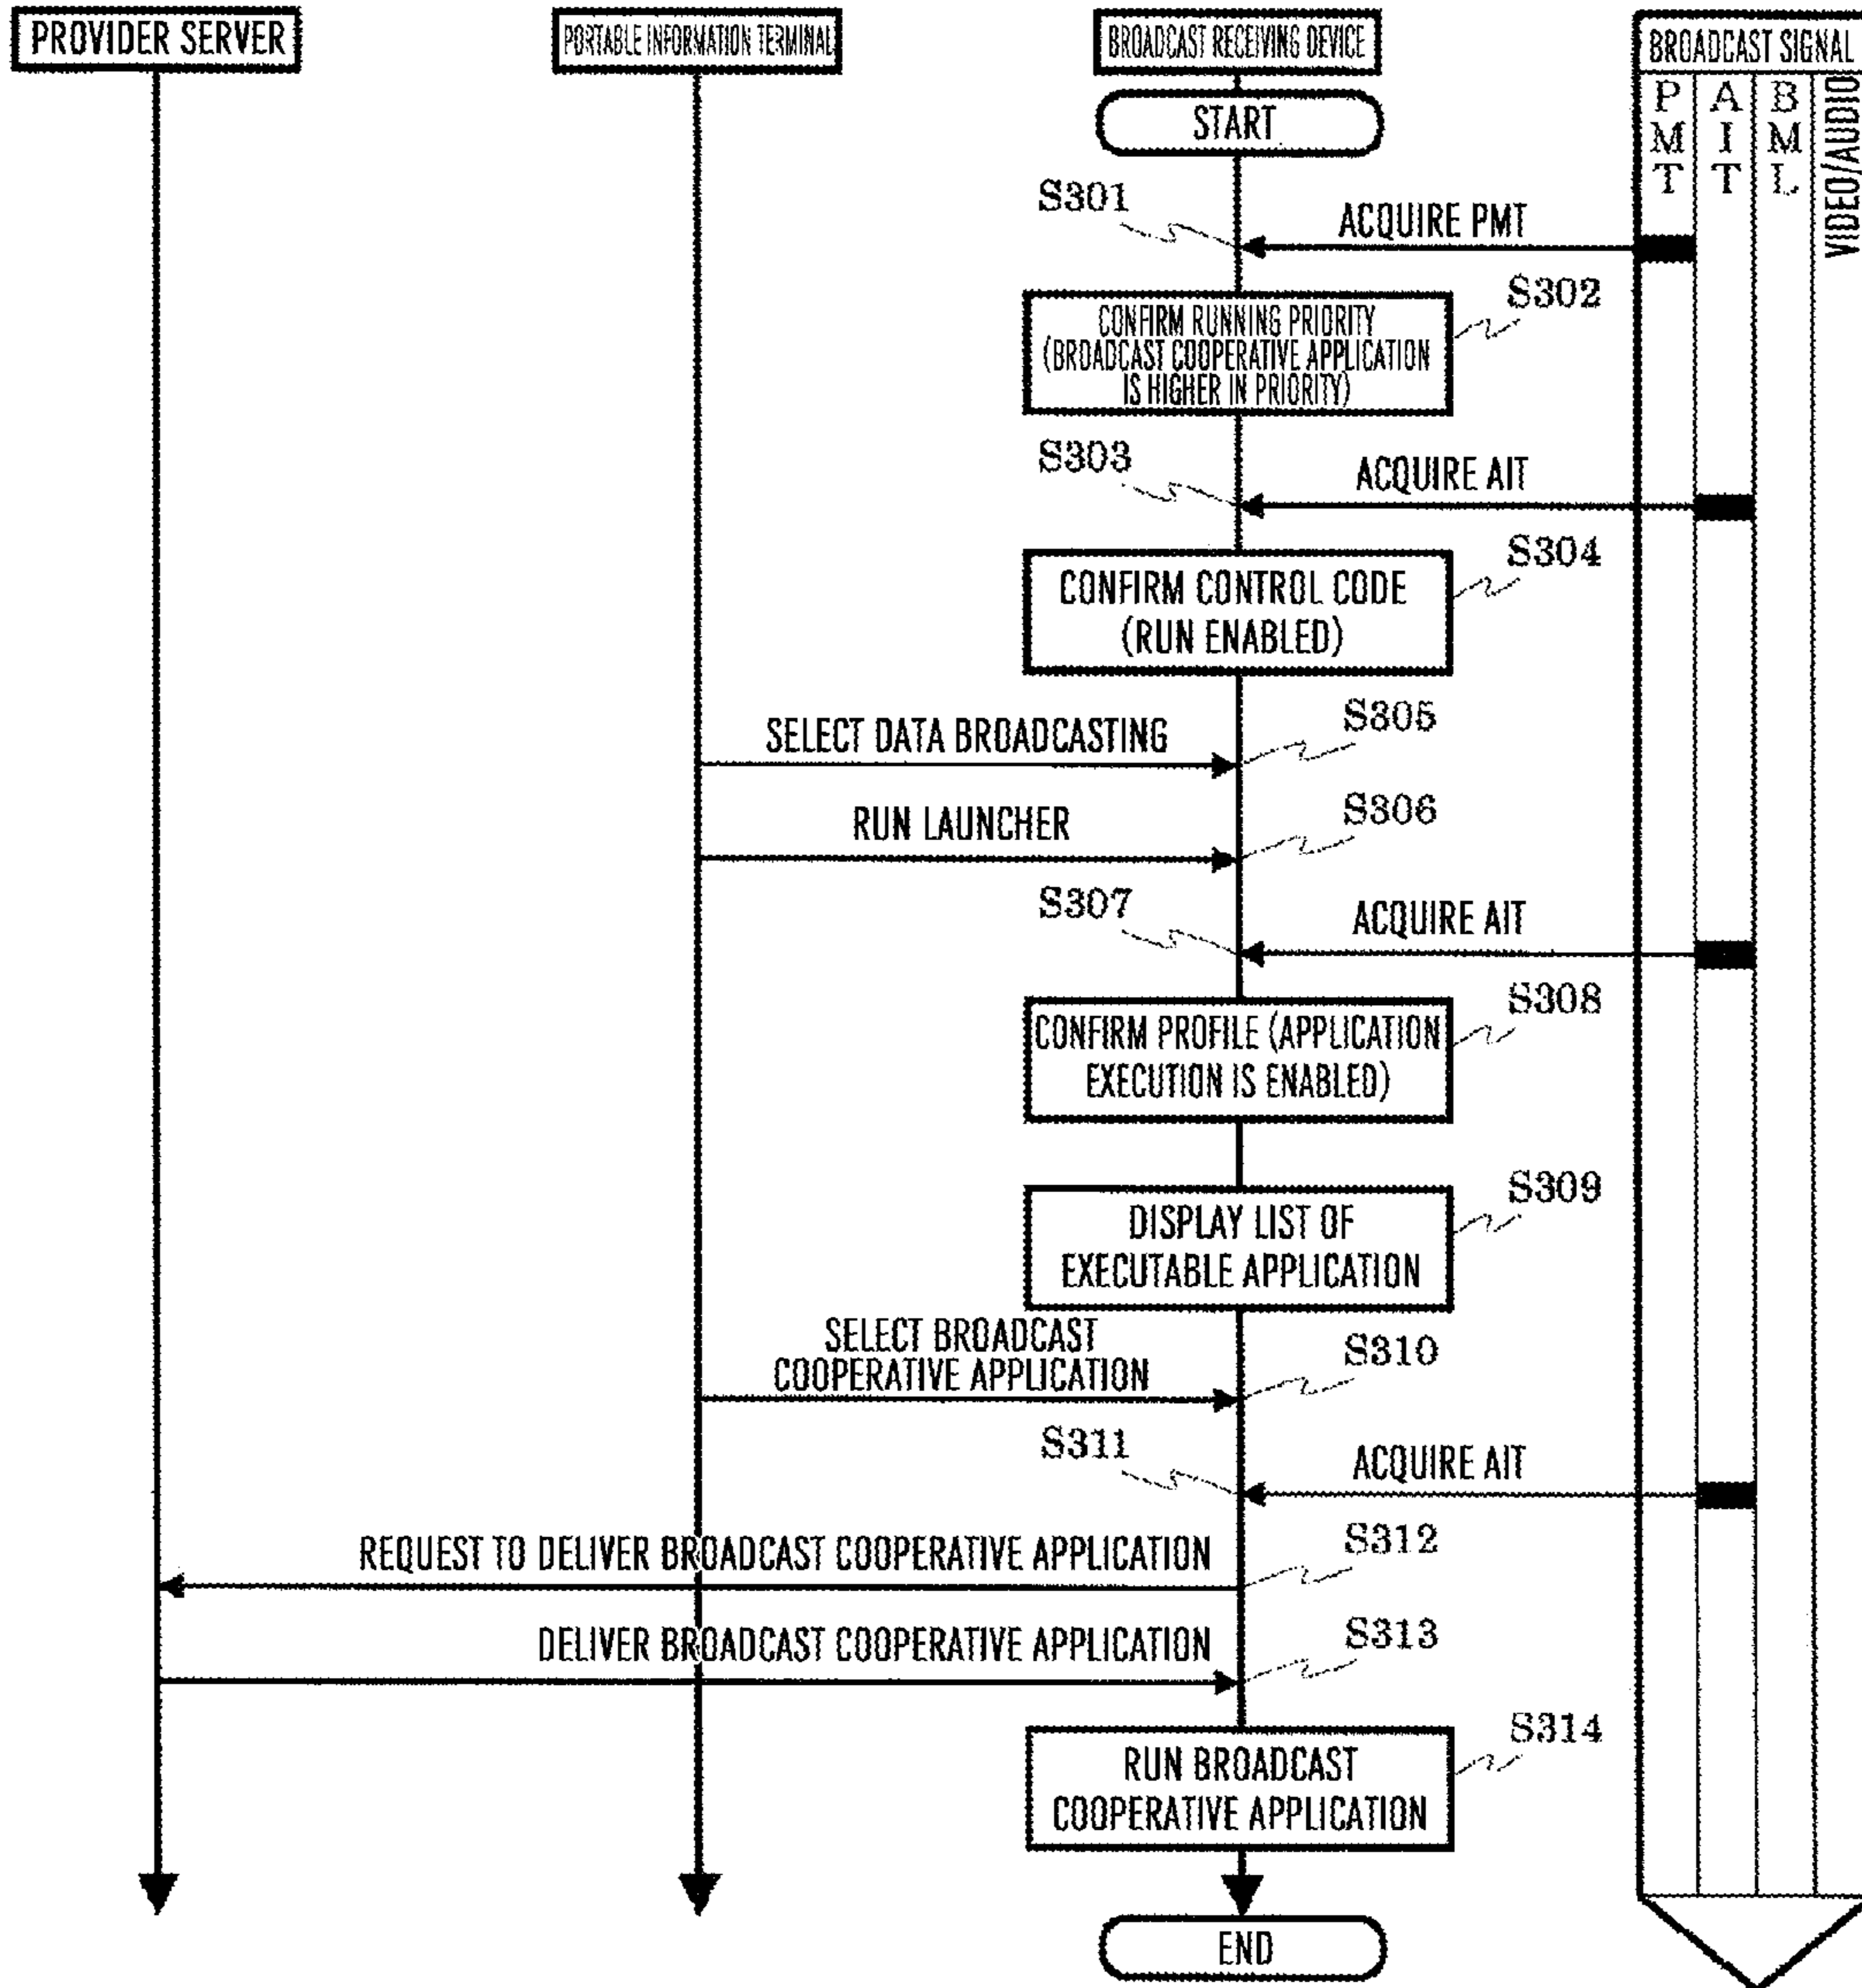 PROVIDER SERVER
PORTABLE INFORMATION TERMINAL
BROADCAST RECEIVING DEVICE
BROADCAST SIGNAL
PMT
AIT
BML
VIDEO/AUDIO
START
S301
ACQUIRE PMT
S302
CONFIRM RUNNING PRIORITY
(BROADCAST COOPERATIVE APPLICATION
IS HIGHER IN PRIORITY)
S303
ACQUIRE AIT
S304
CONFIRM CONTROL CODE
(RUN ENABLED)
SELECT DATA BROADCASTING
S305
RUN LAUNCHER
S306
S307
ACQUIRE AIT
S308
CONFIRM PROFILE (APPLICATION
EXECUTION IS ENABLED)
S309
DISPLAY LIST OF
EXECUTABLE APPLICATION
SELECT BROADCAST
COOPERATIVE APPLICATION
S310
S311
ACQUIRE AIT
REQUEST TO DELIVER BROADCAST COOPERATIVE APPLICATION
S312
DELIVER BROADCAST COOPERATIVE APPLICATION
S313
S314
RUN BROADCAST
COOPERATIVE APPLICATION
END